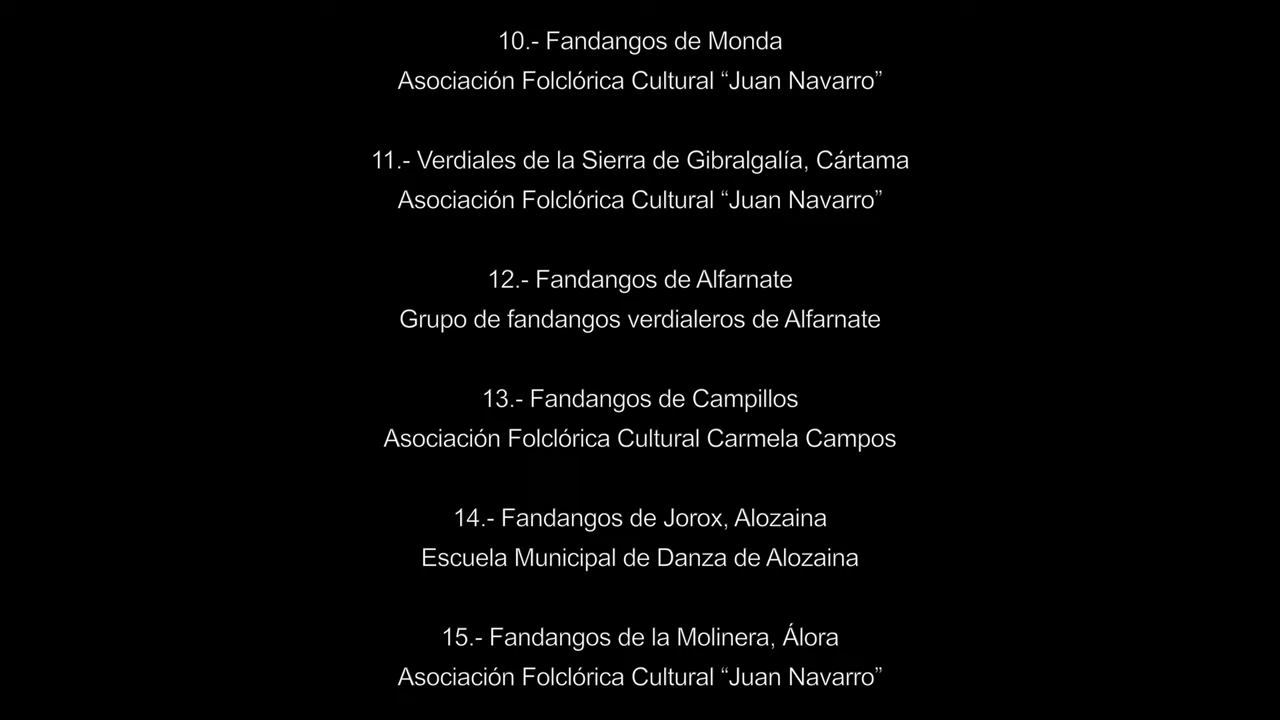 10.- Fandangos de Monda
Asociación Folclórica Cultural “Juan Navarro”
11.- Verdiales de la Sierra de Gibralgalía, Cártama
Asociación Folclórica Cultural “Juan Navarro”
12.- Fandangos de Alfarnate
Grupo de fandangos verdialeros de Alfarnate
13.- Fandangos de Campillos
Asociación Folclórica Cultural Carmela Campos
14.- Fandangos de Jorox, Alozaina
Escuela Municipal de Danza de Alozaina
15.- Fandangos de la Molinera, Álora
Asociación Folclórica Cultural “Juan Navarro”